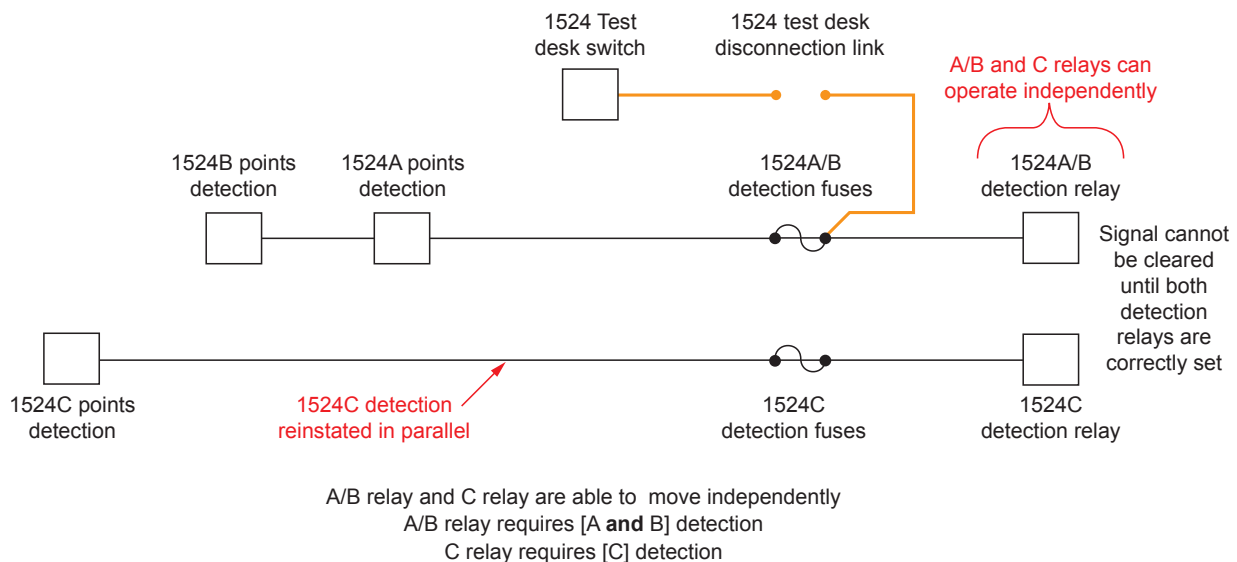 1524 Test
desk switch
1524 test desk
disconnection link
A/B and C relays can
operate independently
1524B points
detection
1524A points
detection
1524A/B
detection fuses
1524A/B
detection relay
Signal cannot
be cleared
until both
detection
relays are
correctly set
1524C points
detection
1524C detection
reinstated in parallel
1524C
detection fuses
1524C
detection relay
A/B relay and C relay are able to move independently
A/B relay requires [A and B] detection
C relay requires [C] detection